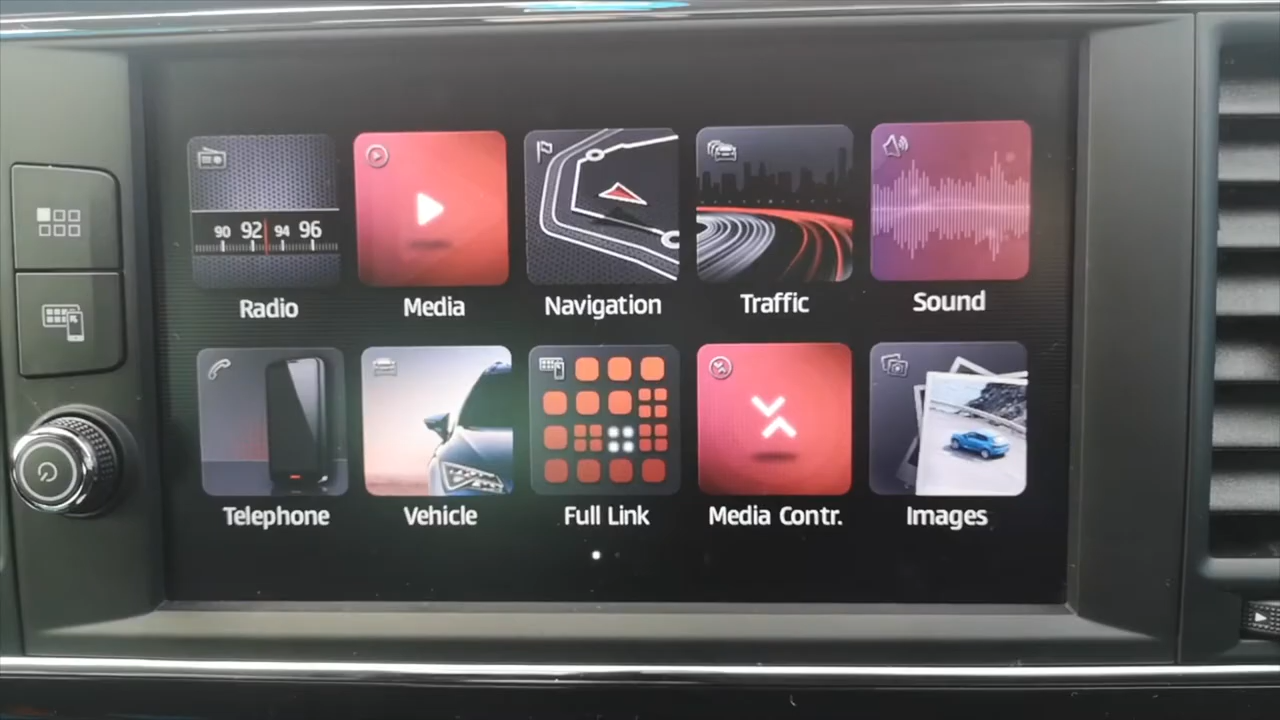 90 92 94 96
Radio Media Navigation Traffic Sound
Telephone Vehicle Full Link Media Contr. Images